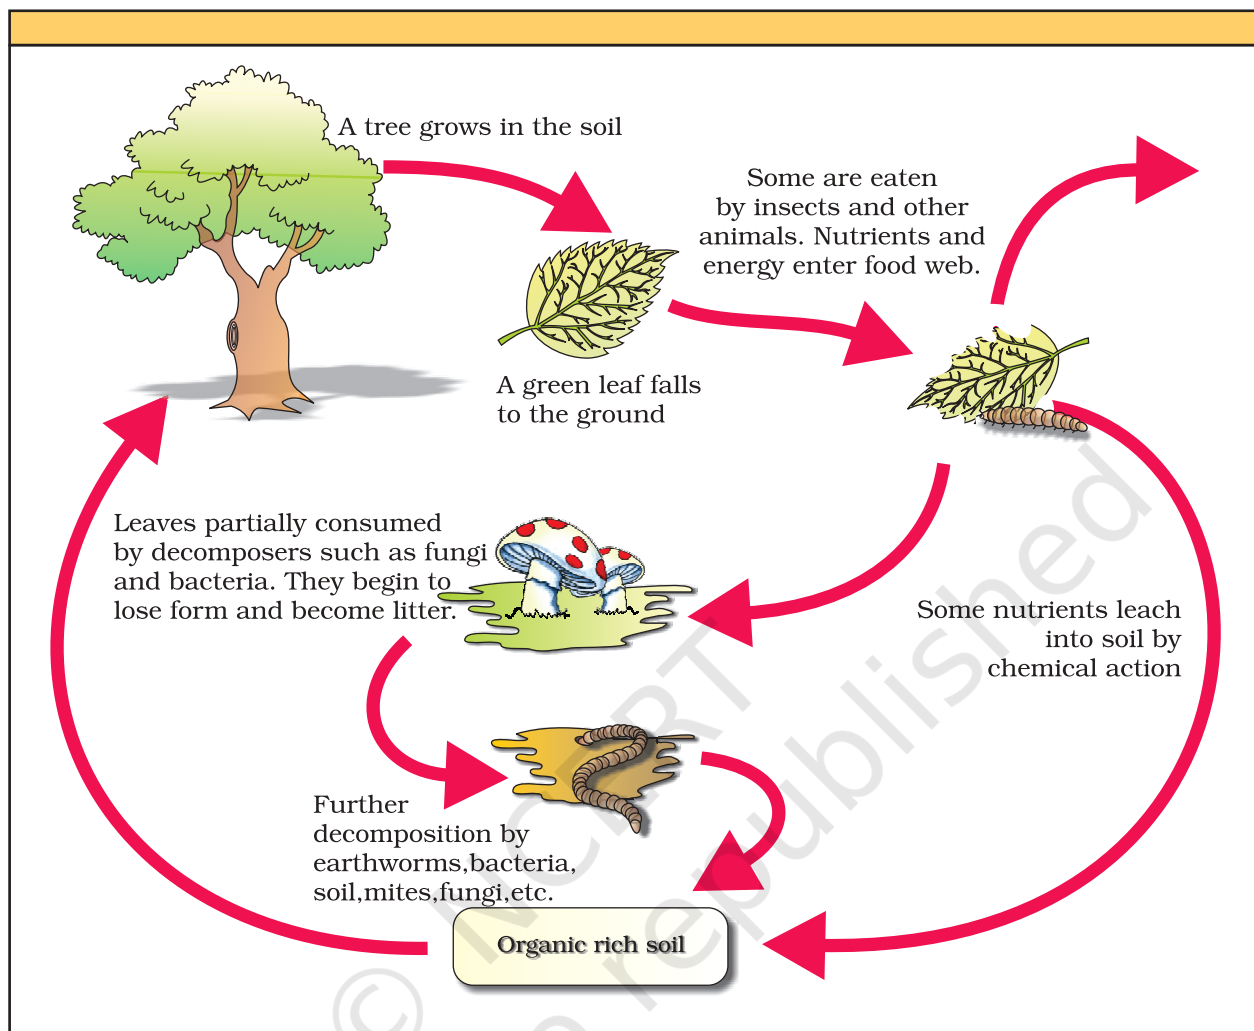 A tree grows in the soil
Some are eaten
by insects and other
animals. Nutrients and
energy enter food web.
A green leaf falls
to the ground
Leaves partially consumed
by decomposers such as fungi
and bacteria. They begin to
lose form and become litter.
Some nutrients leach
into soil by
chemical action
Further
decomposition by
earthworms,bacteria,
soil,mites,fungi,etc.
Organic rich soil
© NCERT
republished